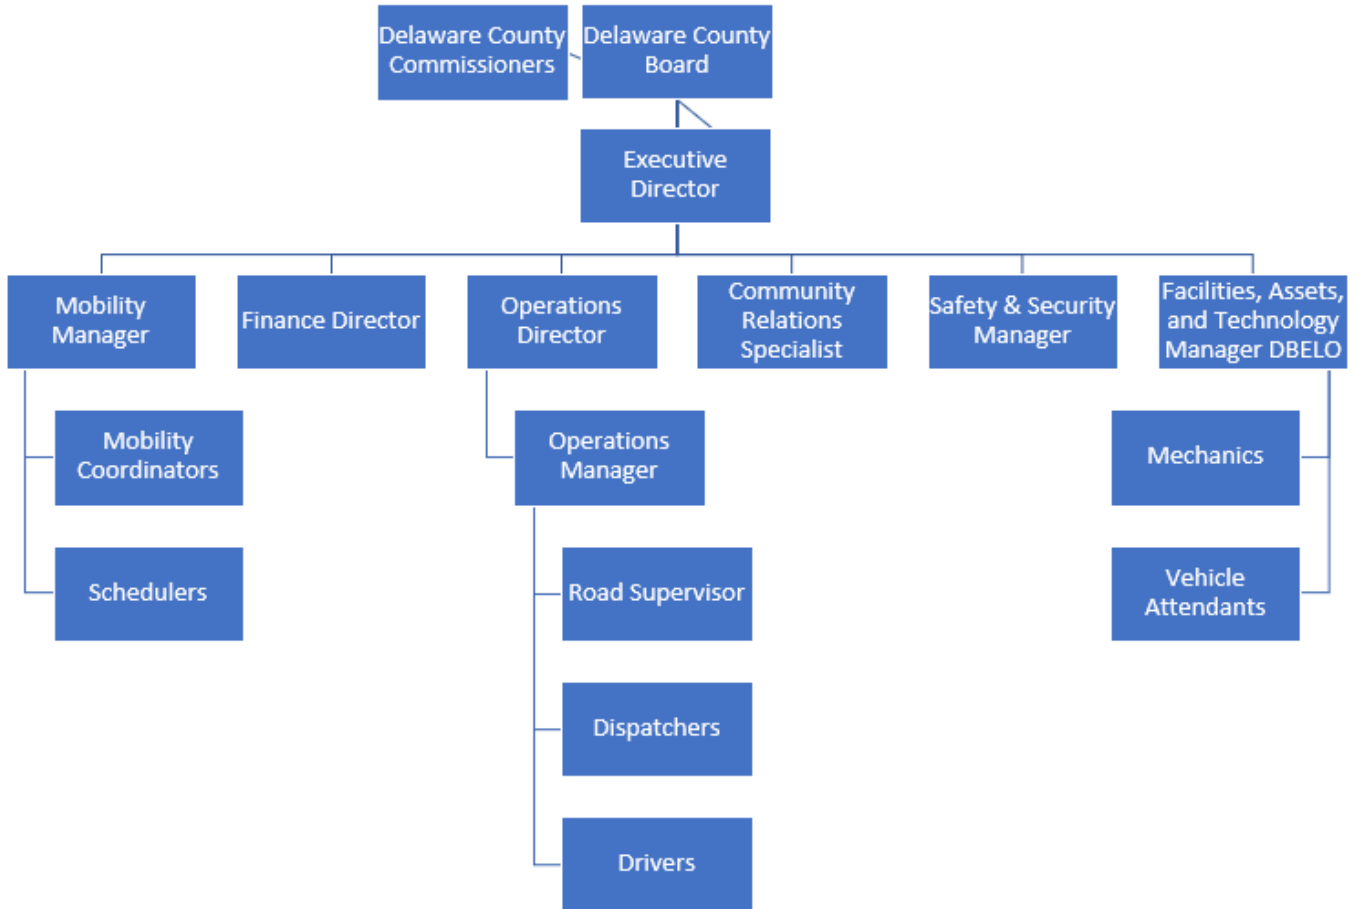 Delaware County
Commissioners
Delaware County
Board
Executive
Director
Mobility
Manager
Finance Director
Operations
Director
Community
Relations
Specialist
Safety & Security
Manager
Facilities, Assets,
and Technology
Manager DBELO
Mobility
Coordinators
Operations
Manager
Mechanics
Schedulers
Road Supervisor
Vehicle
Attendants
Dispatchers
Drivers